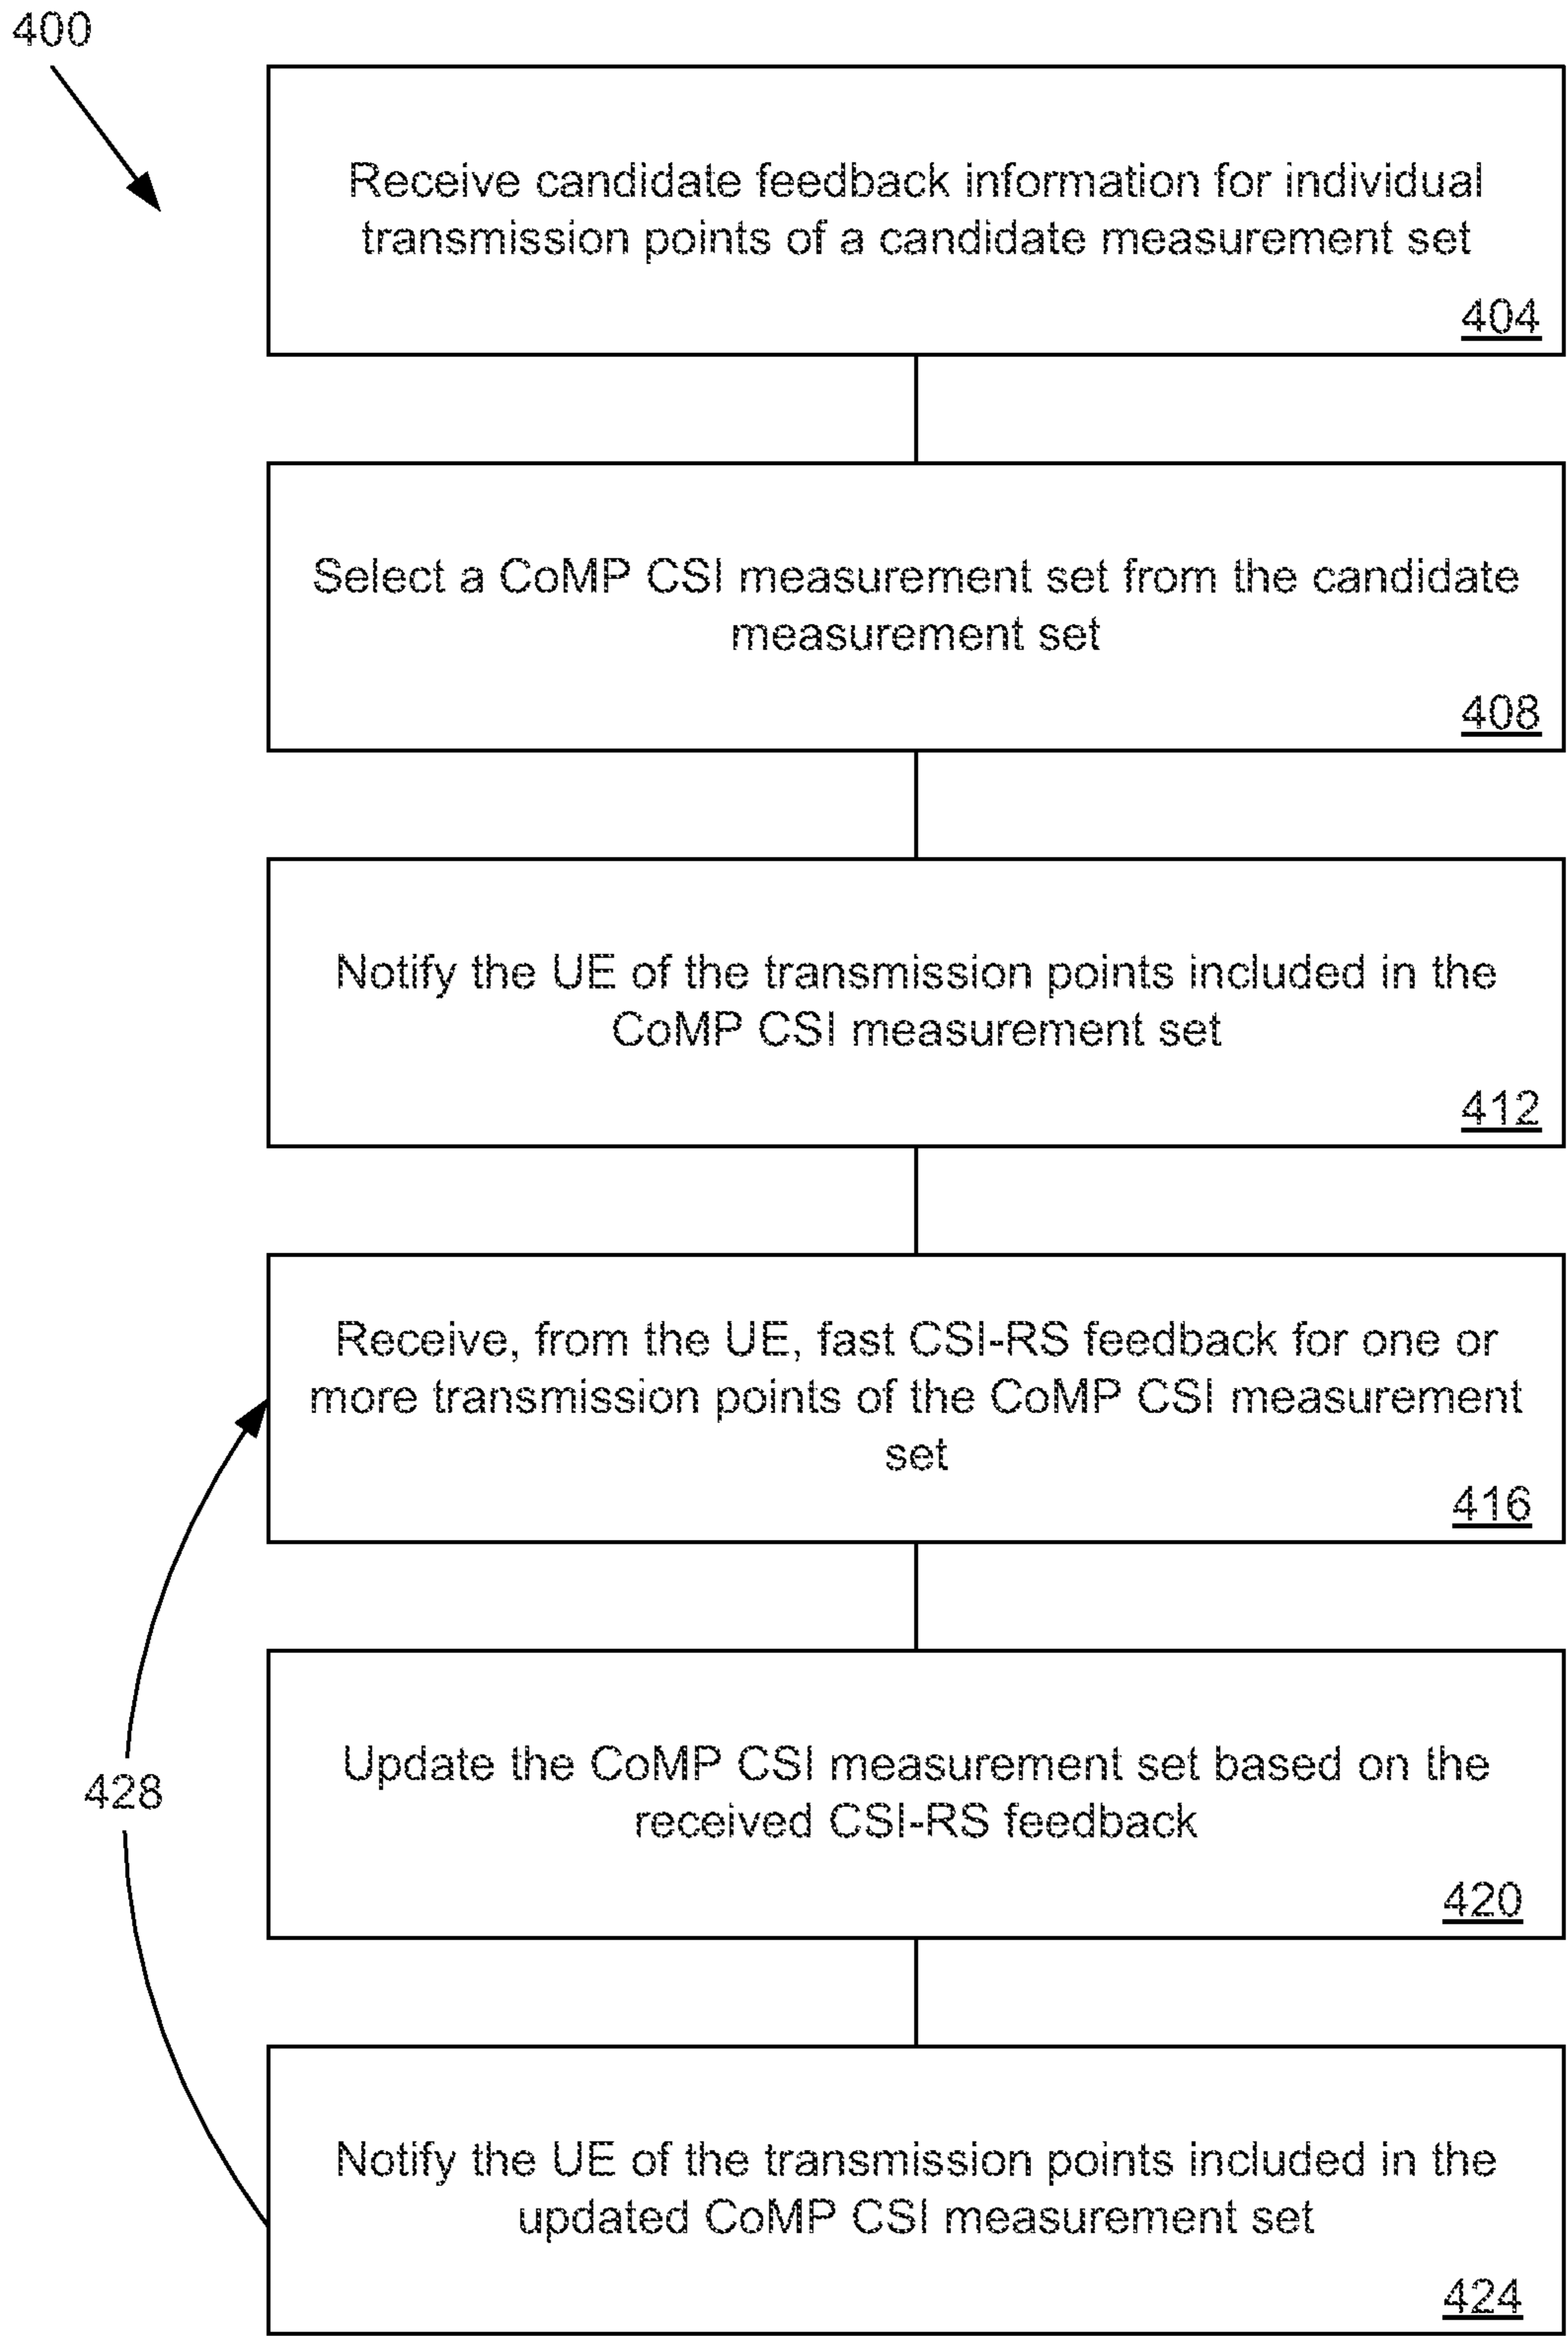 400
Receive candidate feedback information for individual
transmission points of a candidate measurement set
404
Select a CoMP CSI measurement set from the candidate
measurement set
408
Notify the UE of the transmission points included in the
CoMP CSI measurement set
412
Receive, from the UE, fast CSI-RS feedback for one or
more transmission points of the CoMP CSI measurement
set
416
Update the CoMP CSI measurement set based on the
received CSI-RS feedback
420
428
Notify the UE of the transmission points included in the
updated CoMP CSI measurement set
424